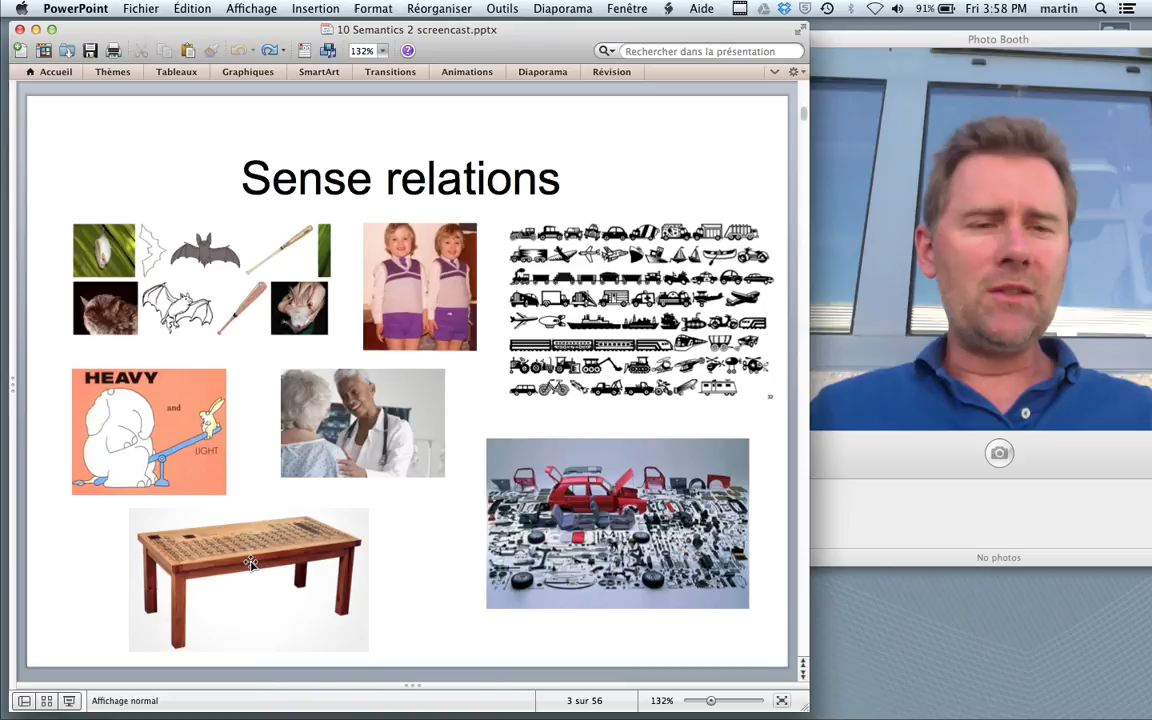 PowerPoint Fichier Édition Affichage Insertion Format Réorganiser Outils Diaporama Fenêtre Aide 91% Fri 3:58 PM martin
10 Semantics 2 screencast.pptx
Photo Booth
132% Rechercher dans la présentation
Accueil Thèmes Tableaux Graphiques SmartArt Transitions Animations Diaporama Révision
Sense relations
HEAVY
and
LIGHT
No photos
Affichage normal 3 sur 56 132%